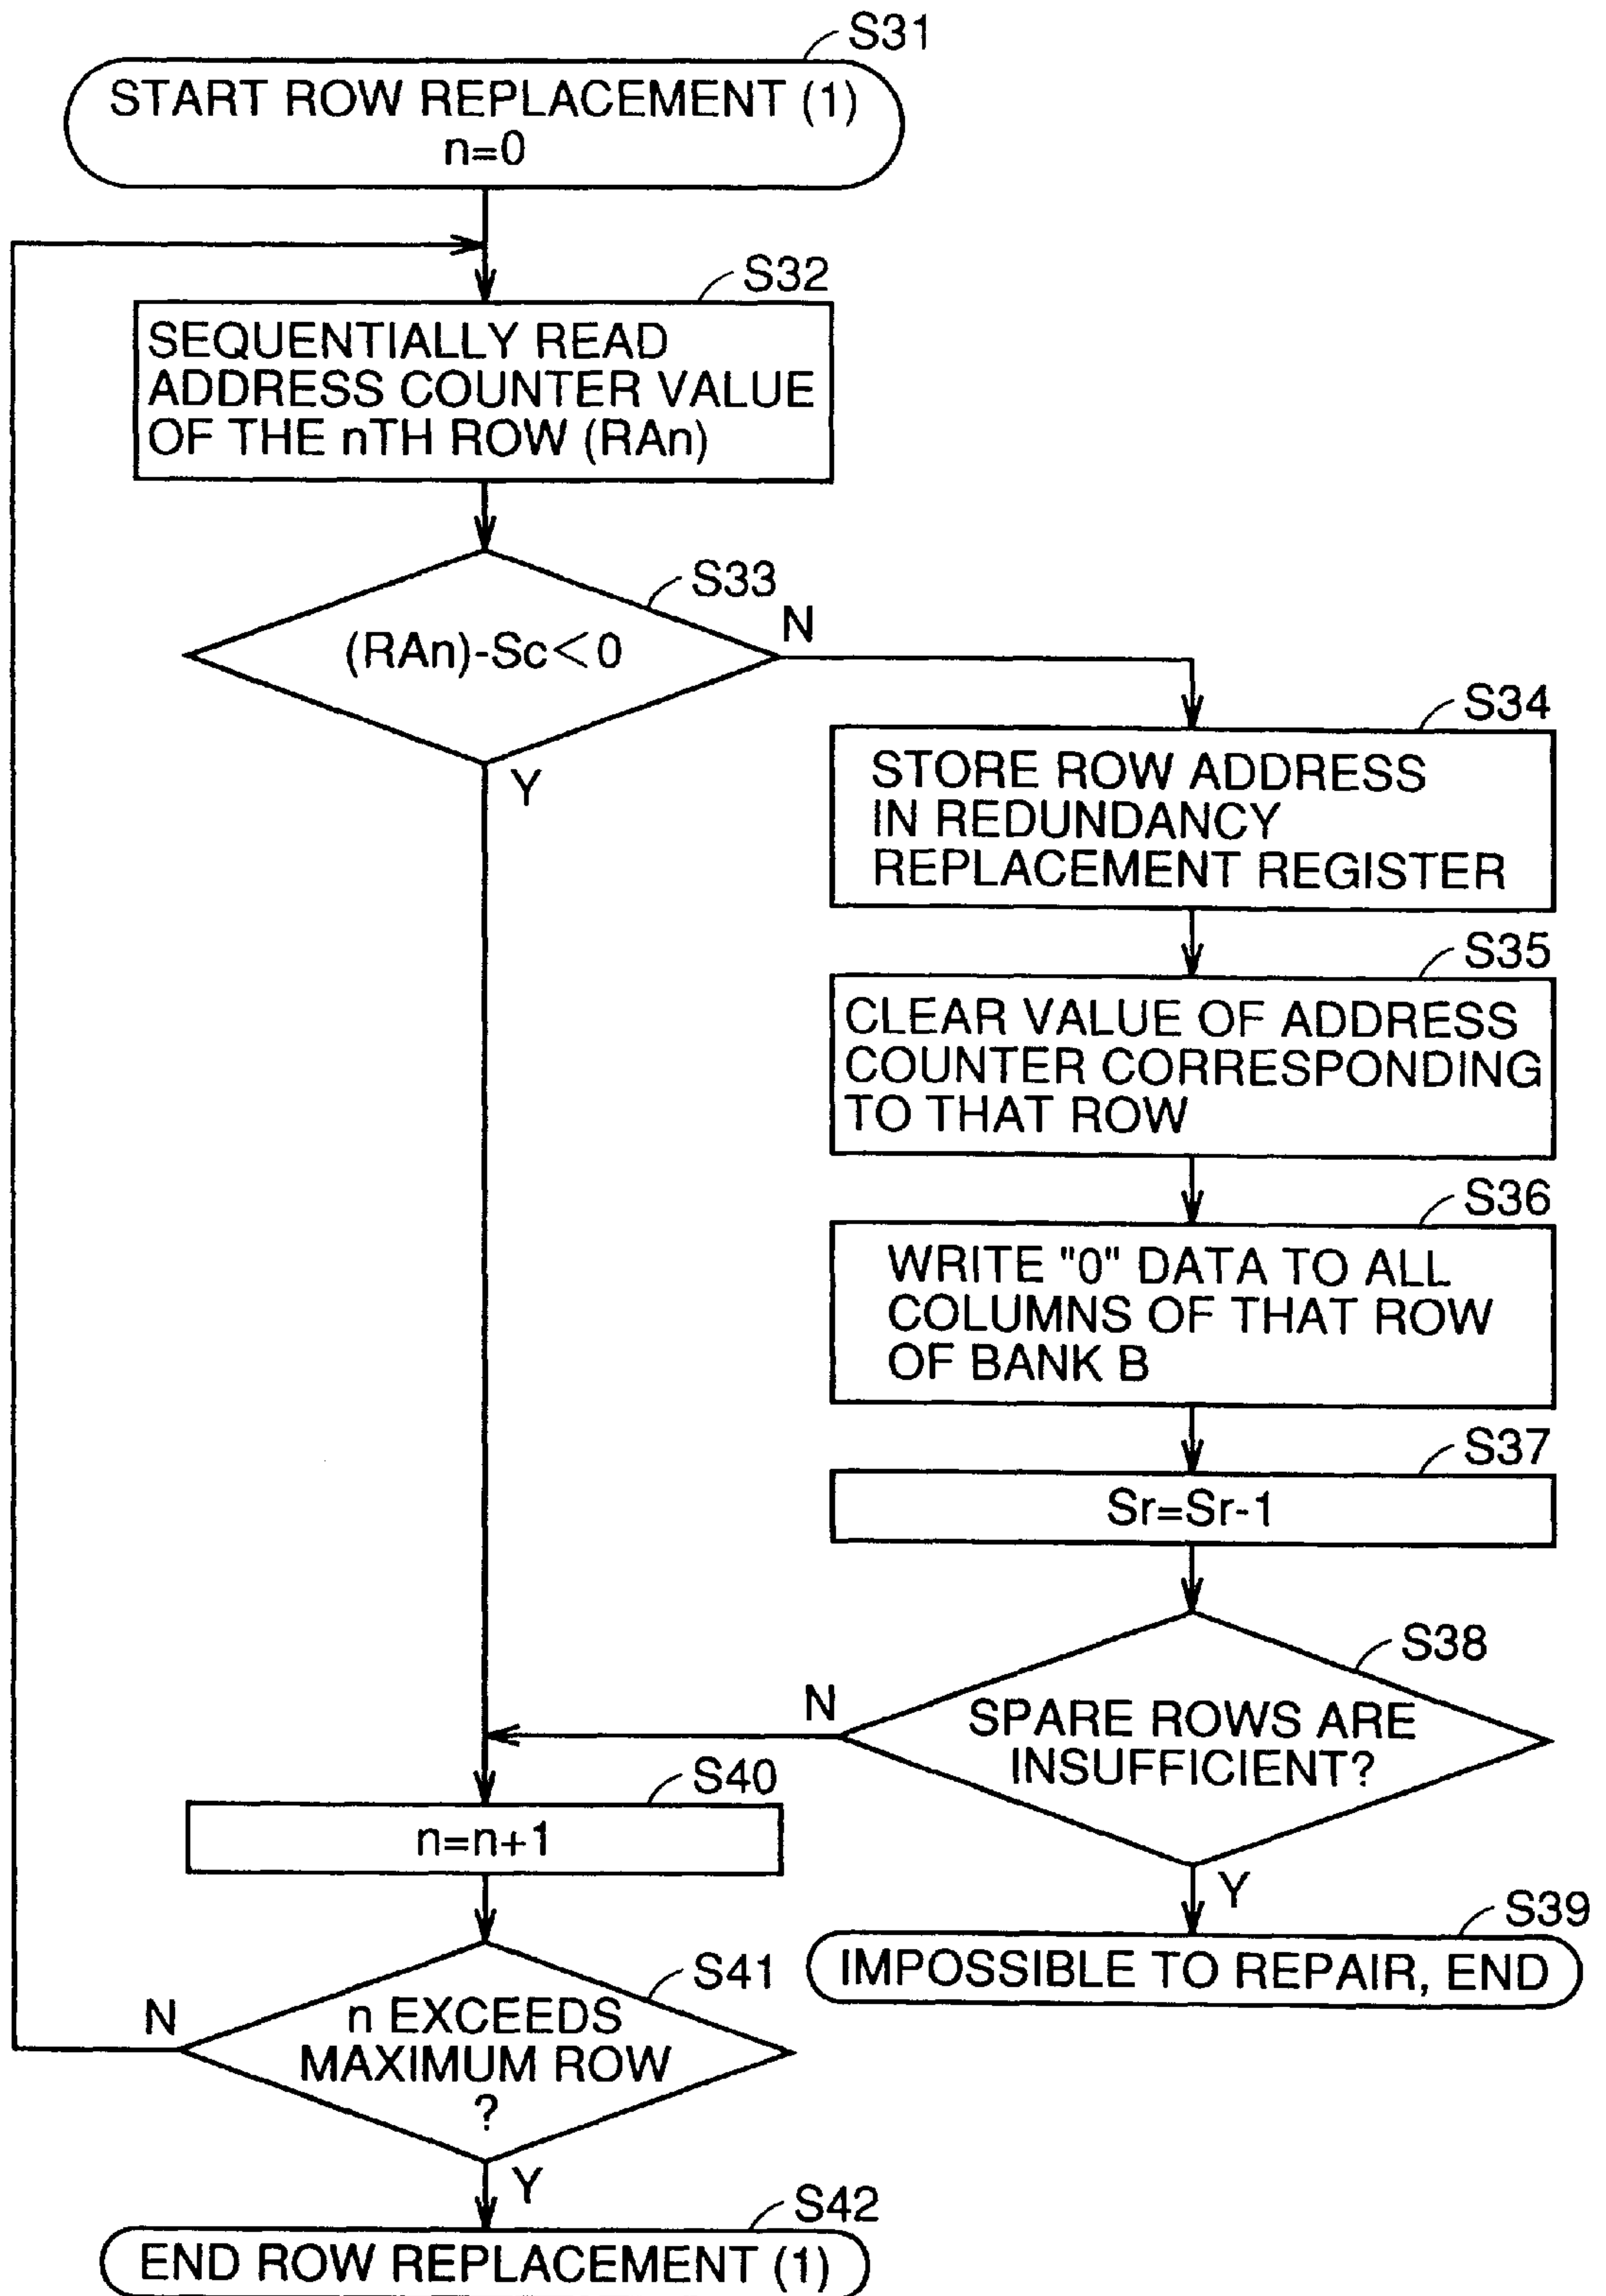 S31
START ROW REPLACEMENT (1)
n=0
S32
SEQUENTIALLY READ
ADDRESS COUNTER VALUE
OF THE nTH ROW (RAn)
S33
(RAn)-Sc<0
N
Y
S34
STORE ROW ADDRESS
IN REDUNDANCY
REPLACEMENT REGISTER
S35
CLEAR VALUE OF ADDRESS
COUNTER CORRESPONDING
TO THAT ROW
S36
WRITE "0" DATA TO ALL
COLUMNS OF THAT ROW
OF BANK B
S37
Sr=Sr-1
S38
SPARE ROWS ARE
INSUFFICIENT?
N
Y
S39
IMPOSSIBLE TO REPAIR, END
S40
n=n+1
S41
n EXCEEDS
MAXIMUM ROW
?
N
Y
S42
END ROW REPLACEMENT (1)